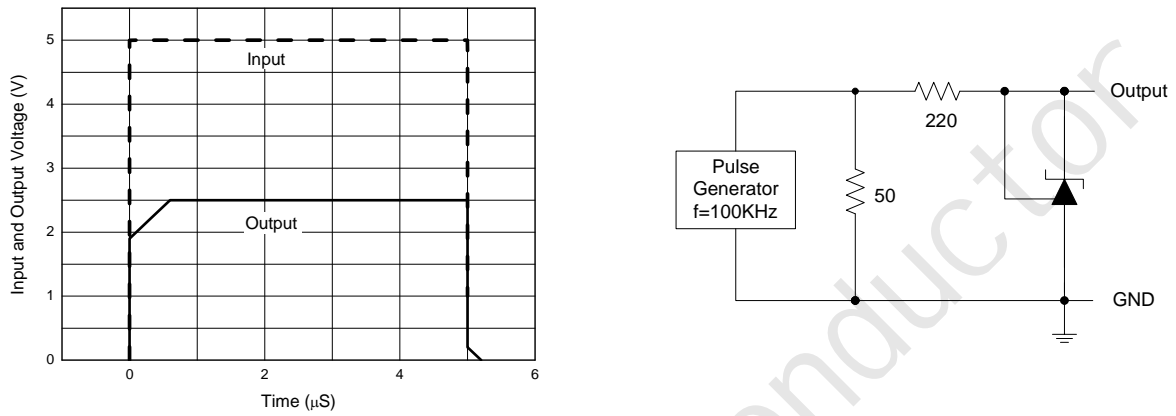 Input and Output Voltage (V)
5
4
3
2
1
0
Input
Output
0
2
4
6
Time (μS)
Pulse
Generator
f=100KHz
50
220
Output
GND
onductor